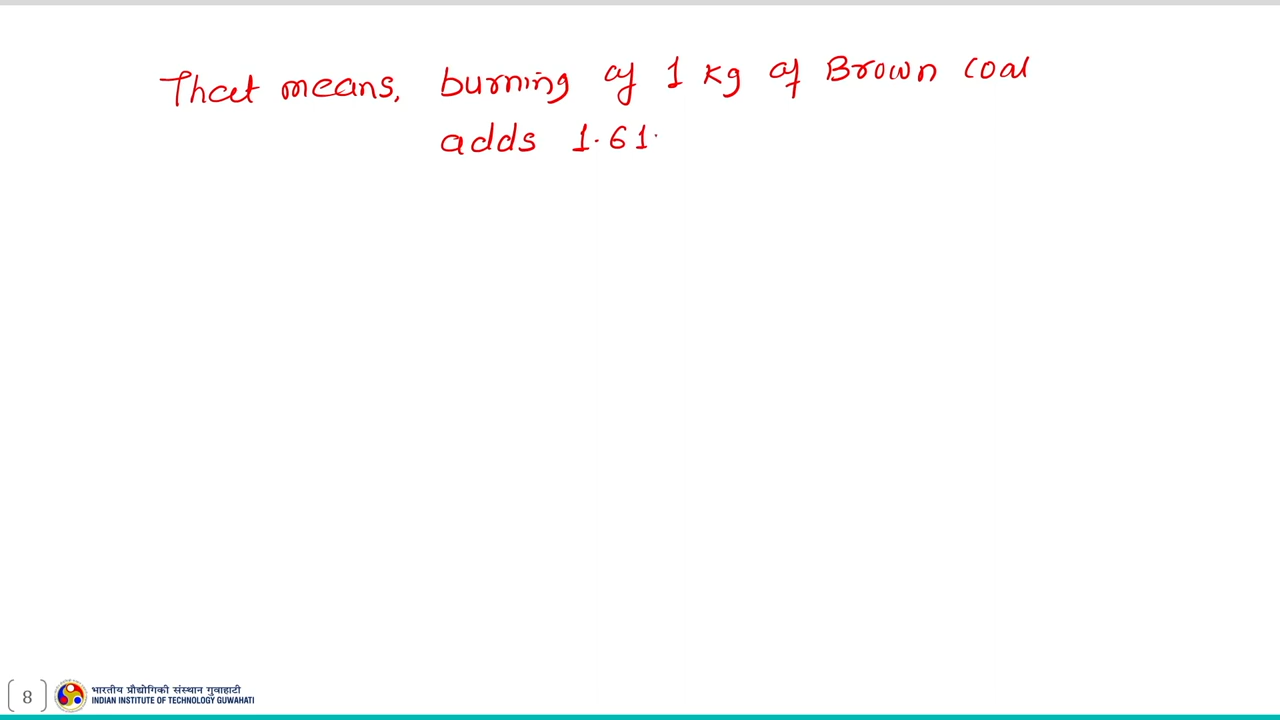 That means, burning of 1 kg of Brown coal
adds 1.61.
8
भारतीय प्रौद्योगिकी संस्थान गुवाहाटी
INDIAN INSTITUTE OF TECHNOLOGY GUWAHATI